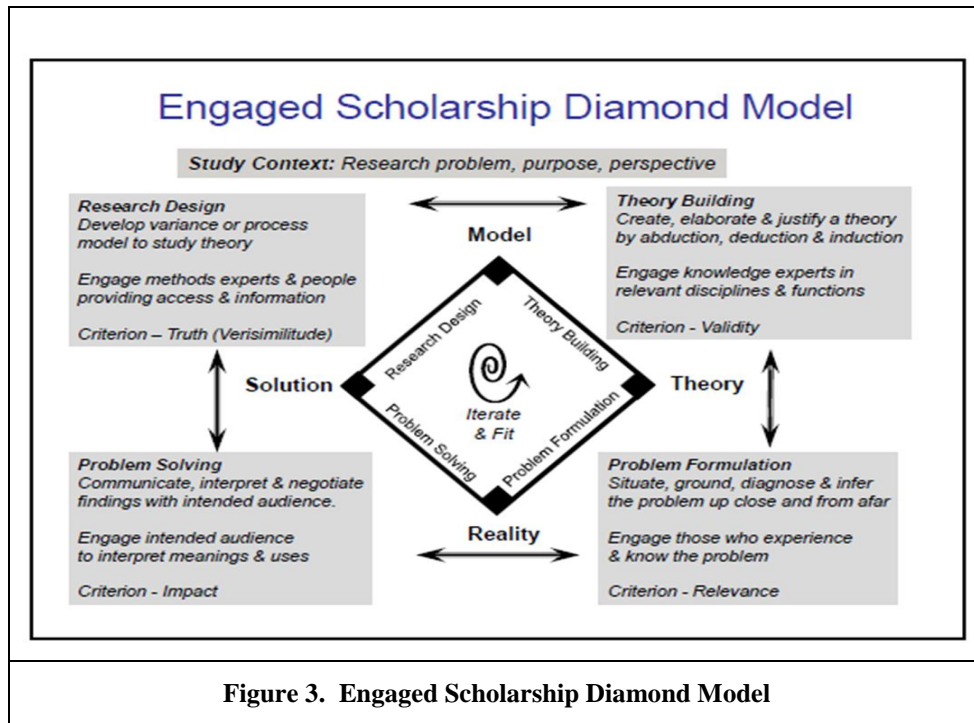 Engaged Scholarship Diamond Model
Study Context: Research problem, purpose, perspective
Research Design
Develop variance or process
model to study theory
Engage methods experts & people
providing access & information
Criterion – Truth (Verisimilitude)
Theory Building
Create, elaborate & justify a theory
by abduction, deduction & induction
Engage knowledge experts in
relevant disciplines & functions
Criterion - Validity
Model
Research Design
Theory Building
Solution
Iterate
& Fit
Theory
Problem Solving
Problem Formulation
Reality
Problem Solving
Communicate, interpret & negotiate
findings with intended audience.
Engage intended audience
to interpret meanings & uses
Criterion - Impact
Problem Formulation
Situate, ground, diagnose & infer
the problem up close and from afar
Engage those who experience
& know the problem
Criterion - Relevance
Figure 3. Engaged Scholarship Diamond Model